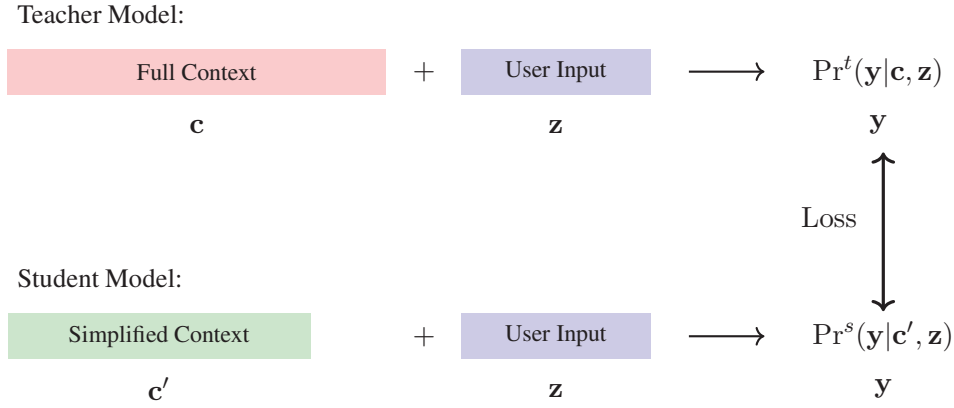 Teacher Model:
Full Context + User Input ⟶ Pr^t(y|c, z)
c z y
Loss
Student Model:
Simplified Context + User Input ⟶ Pr^s(y|c′, z)
c′ z y